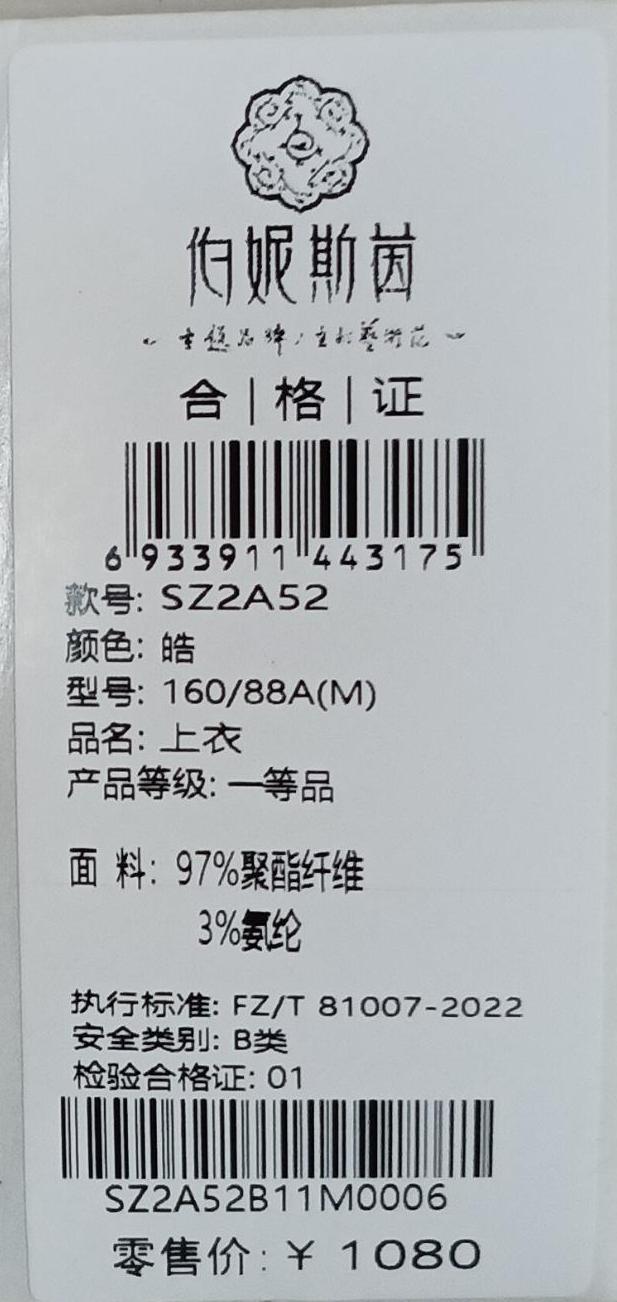 伯妮斯茵
合|格|证
6 933911 443175
款号: SZ2A52
颜色: 皓
型号: 160/88A(M)
品名: 上衣
产品等级: 一等品
面 料: 97%聚酯纤维
3%氨纶
执行标准: FZ/T 81007-2022
安全类别: B类
检验合格证: 01
SZ2A52B11M0006
零售价: ¥ 1080